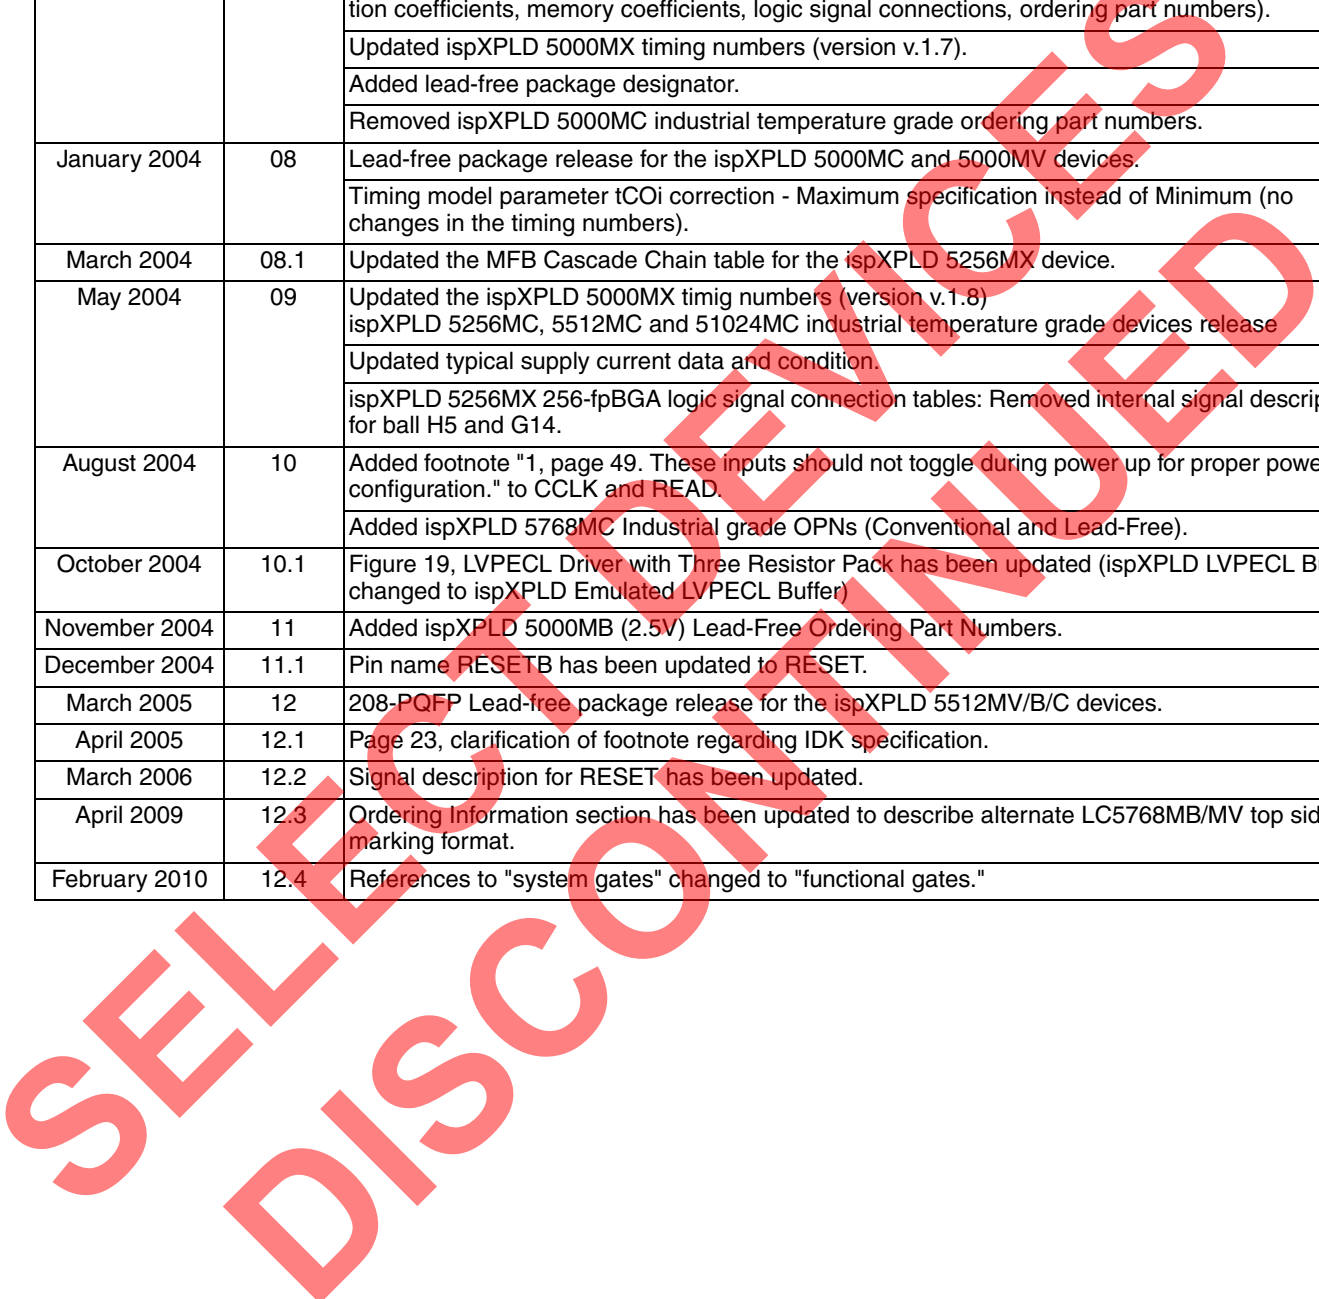 tion coefficients, memory coefficients, logic signal connections, ordering part numbers).
Updated ispXPLD 5000MX timing numbers (version v.1.7).
Added lead-free package designator.
Removed ispXPLD 5000MC industrial temperature grade ordering part numbers.
January 2004 08 Lead-free package release for the ispXPLD 5000MC and 5000MV devices.
Timing model parameter tCOi correction - Maximum specification instead of Minimum (no
changes in the timing numbers).
March 2004 08.1 Updated the MFB Cascade Chain table for the ispXPLD 5256MX device.
May 2004 09 Updated the ispXPLD 5000MX timig numbers (version v.1.8)
ispXPLD 5256MC, 5512MC and 51024MC industrial temperature grade devices release
Updated typical supply current data and condition.
ispXPLD 5256MX 256-fpBGA logic signal connection tables: Removed internal signal
for ball H5 and G14.
August 2004 10 Added footnote "1, page 49. These inputs should not toggle during power up for proper
configuration." to CCLK and READ.
Added ispXPLD 5768MC Industrial grade OPNs (Conventional and Lead-Free).
October 2004 10.1 Figure 19, LVPECL Driver with Three Resistor Pack has been updated (ispXPLD LVPECL
changed to ispXPLD Emulated LVPECL Buffer)
November 2004 11 Added ispXPLD 5000MB (2.5V) Lead-Free Ordering Part Numbers.
December 2004 11.1 Pin name RESETB has been updated to RESET.
March 2005 12 208-PQFP Lead-free package release for the ispXPLD 5512MV/B/C devices.
April 2005 12.1 Page 23, clarification of footnote regarding IDK specification.
March 2006 12.2 Signal description for RESET has been updated.
April 2009 12.3 Ordering Information section has been updated to describe alternate LC5768MB/MV top
marking format.
February 2010 12.4 References to "system gates" changed to "functional gates."
SELECT DEVICES
DISCONTINUED